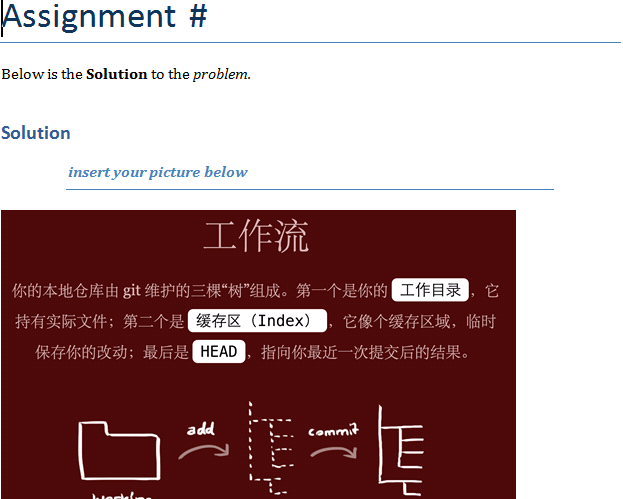 Assignment #
Below is the Solution to the problem.
Solution
insert your picture below
工作流
你的本地仓库由 git 维护的三棵“树”组成。第一个是你的 工作目录，它
持有实际文件；第二个是 缓存区（Index），它像个缓存区域，临时
保存你的改动；最后是 HEAD，指向你最近一次提交后的结果。
add
commit